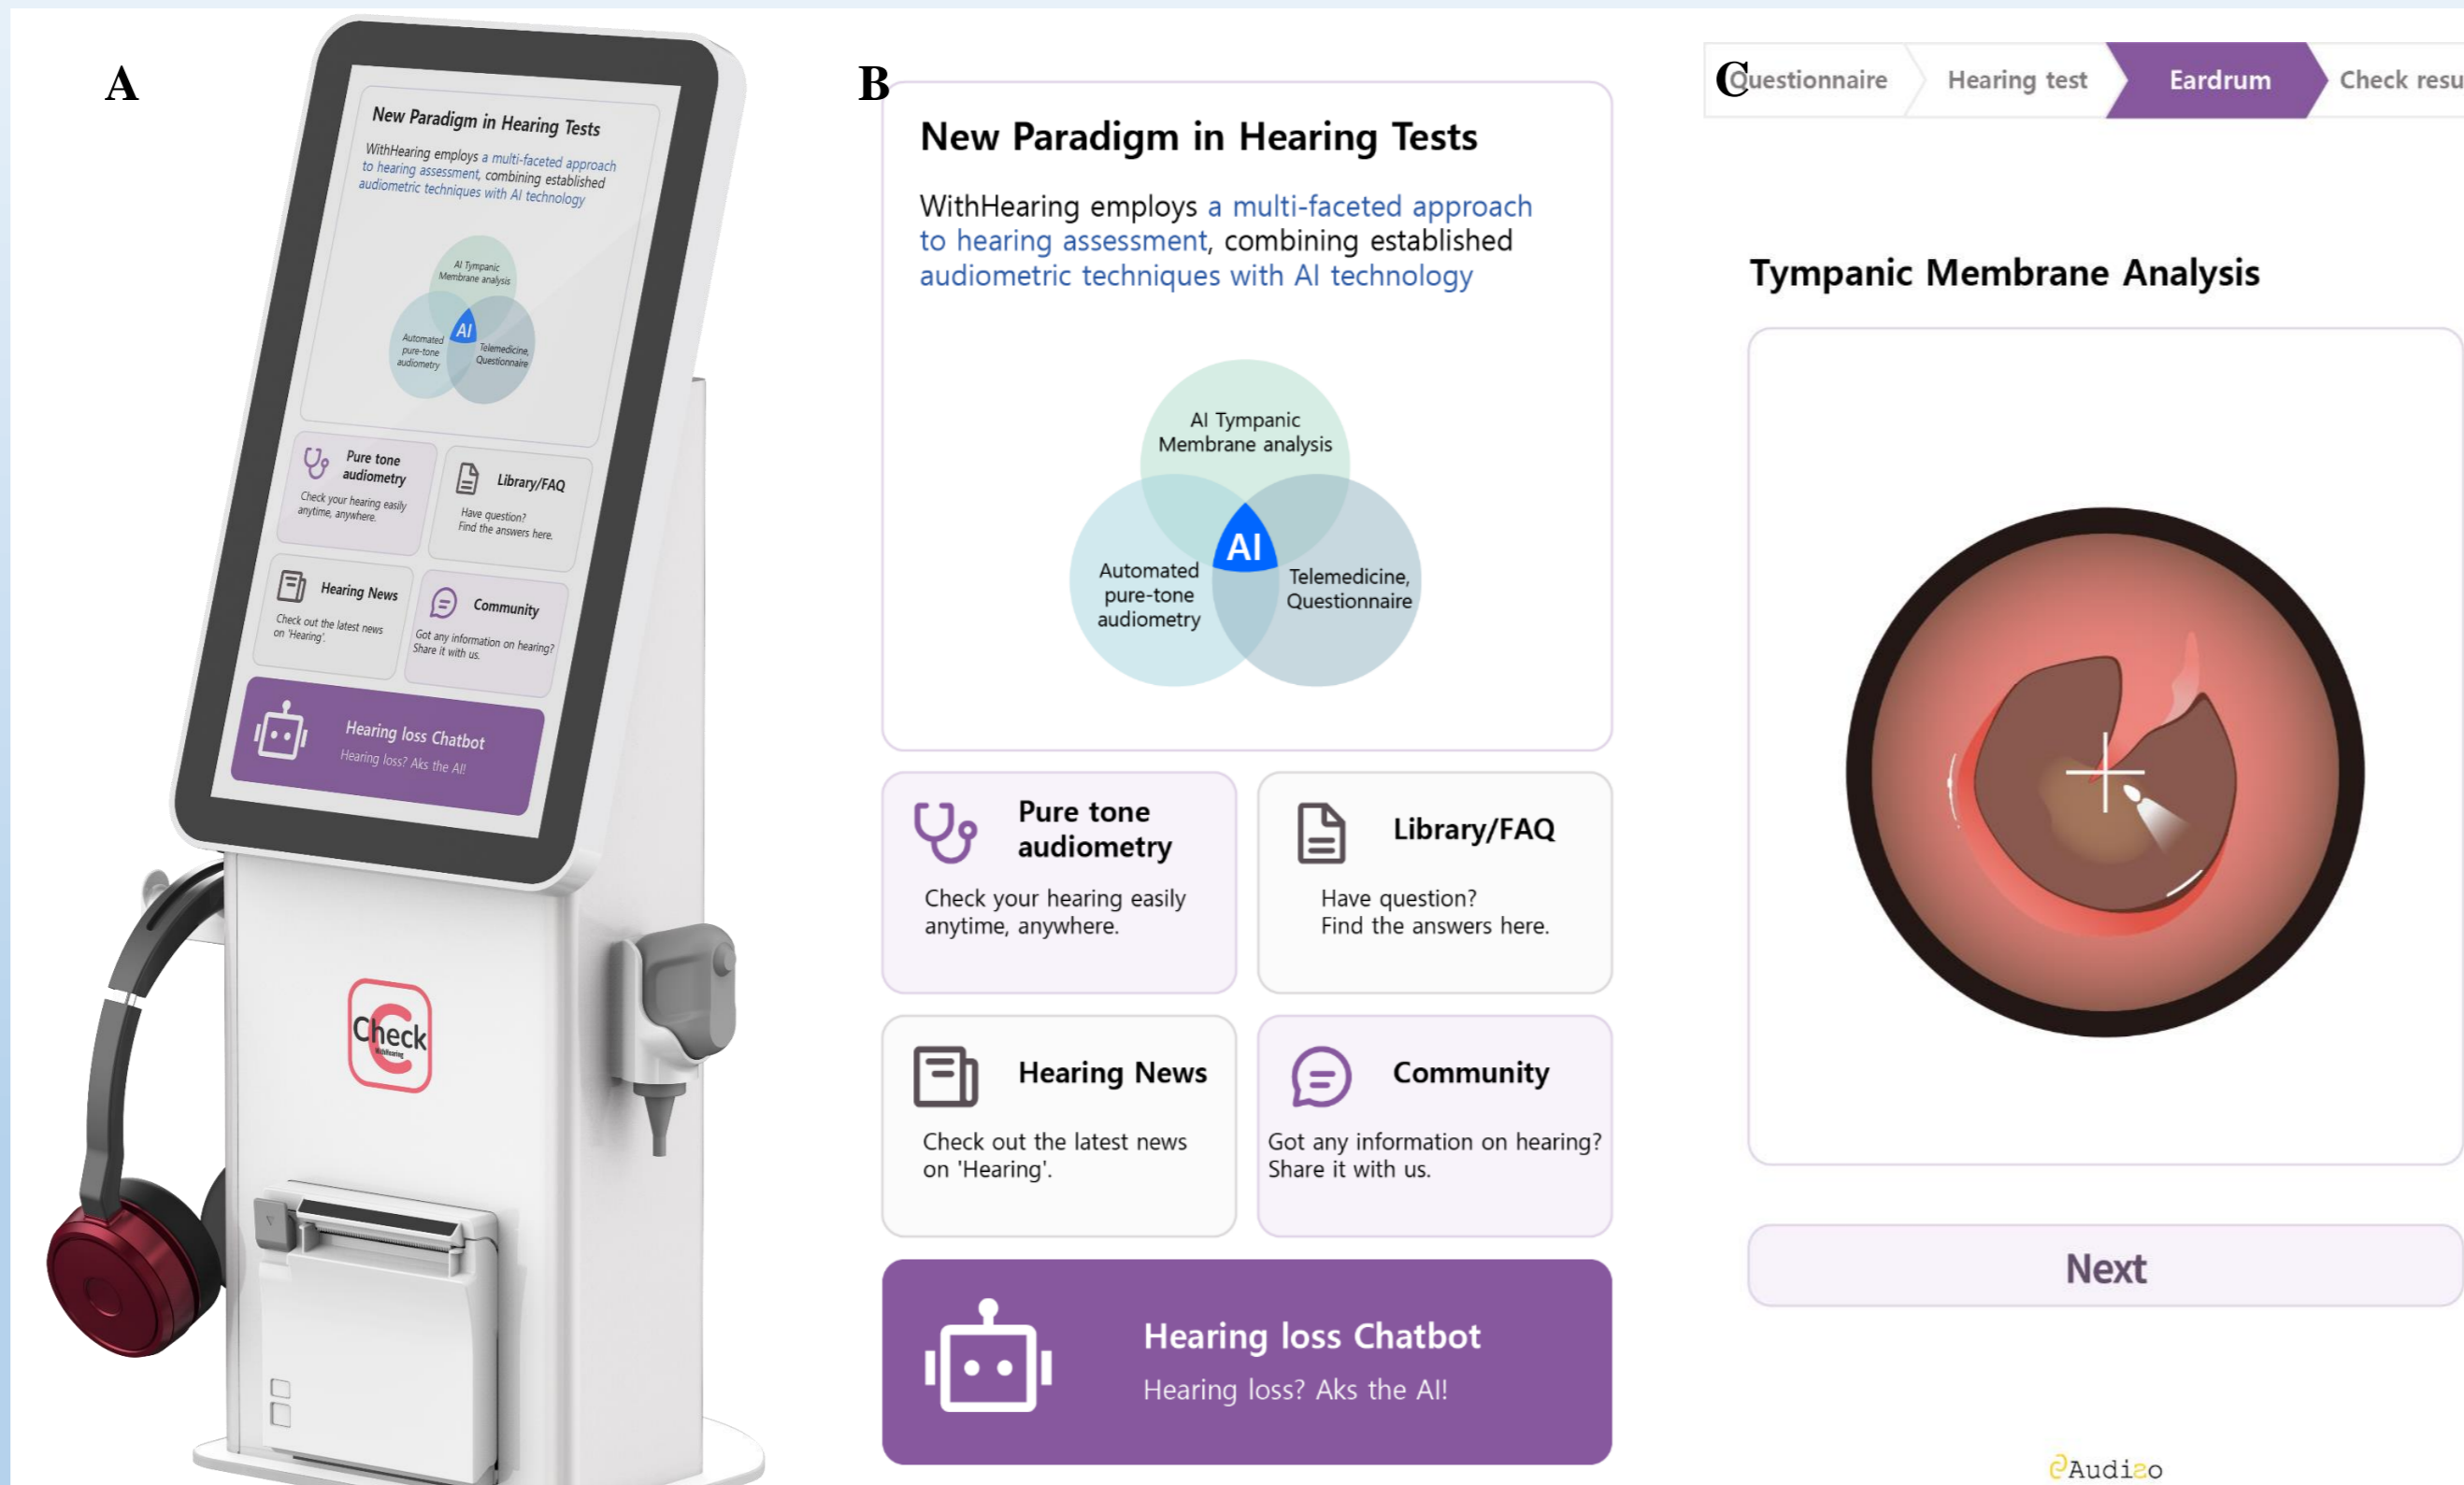 A
New Paradigm in Hearing Tests
WithHearing employs a multi-faceted approach
to hearing assessment, combining established
audiometric techniques with AI technology
AI Tympanic
Membrane analysis
AI
Automated
pure-tone
audiometry
Telemedicine,
Questionnaire
Pure tone
audiometry
Check your hearing easily
anytime, anywhere.
Library/FAQ
Have question?
Find the answers here.
Hearing News
Check out the latest news
on 'Hearing'.
Community
Got any information on hearing?
Share it with us.
Hearing loss Chatbot
Hearing loss? Aks the AI!
C
Check
WithHearing
B
New Paradigm in Hearing Tests
WithHearing employs a multi-faceted approach
to hearing assessment, combining established
audiometric techniques with AI technology
AI Tympanic
Membrane analysis
AI
Automated
pure-tone
audiometry
Telemedicine,
Questionnaire
Pure tone
audiometry
Check your hearing easily
anytime, anywhere.
Library/FAQ
Have question?
Find the answers here.
Hearing News
Check out the latest news
on 'Hearing'.
Community
Got any information on hearing?
Share it with us.
Hearing loss Chatbot
Hearing loss? Aks the AI!
C
Questionnaire
Hearing test
Eardrum
Check resu
Tympanic Membrane Analysis
Next
Audiso